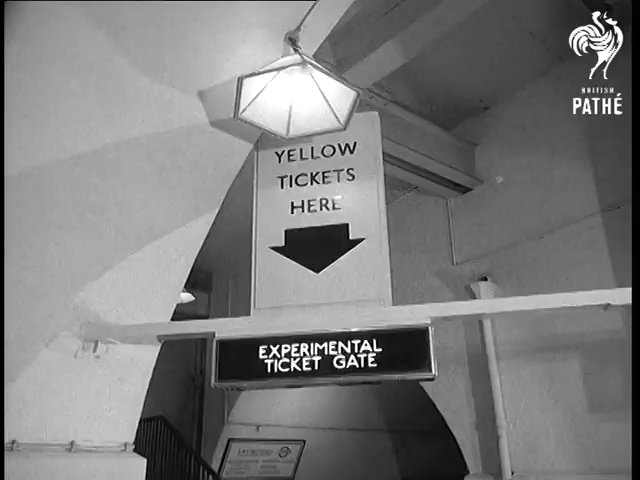 BRITISH
PATHÉ
YELLOW
TICKETS
HERE
EXPERIMENTAL
TICKET GATE